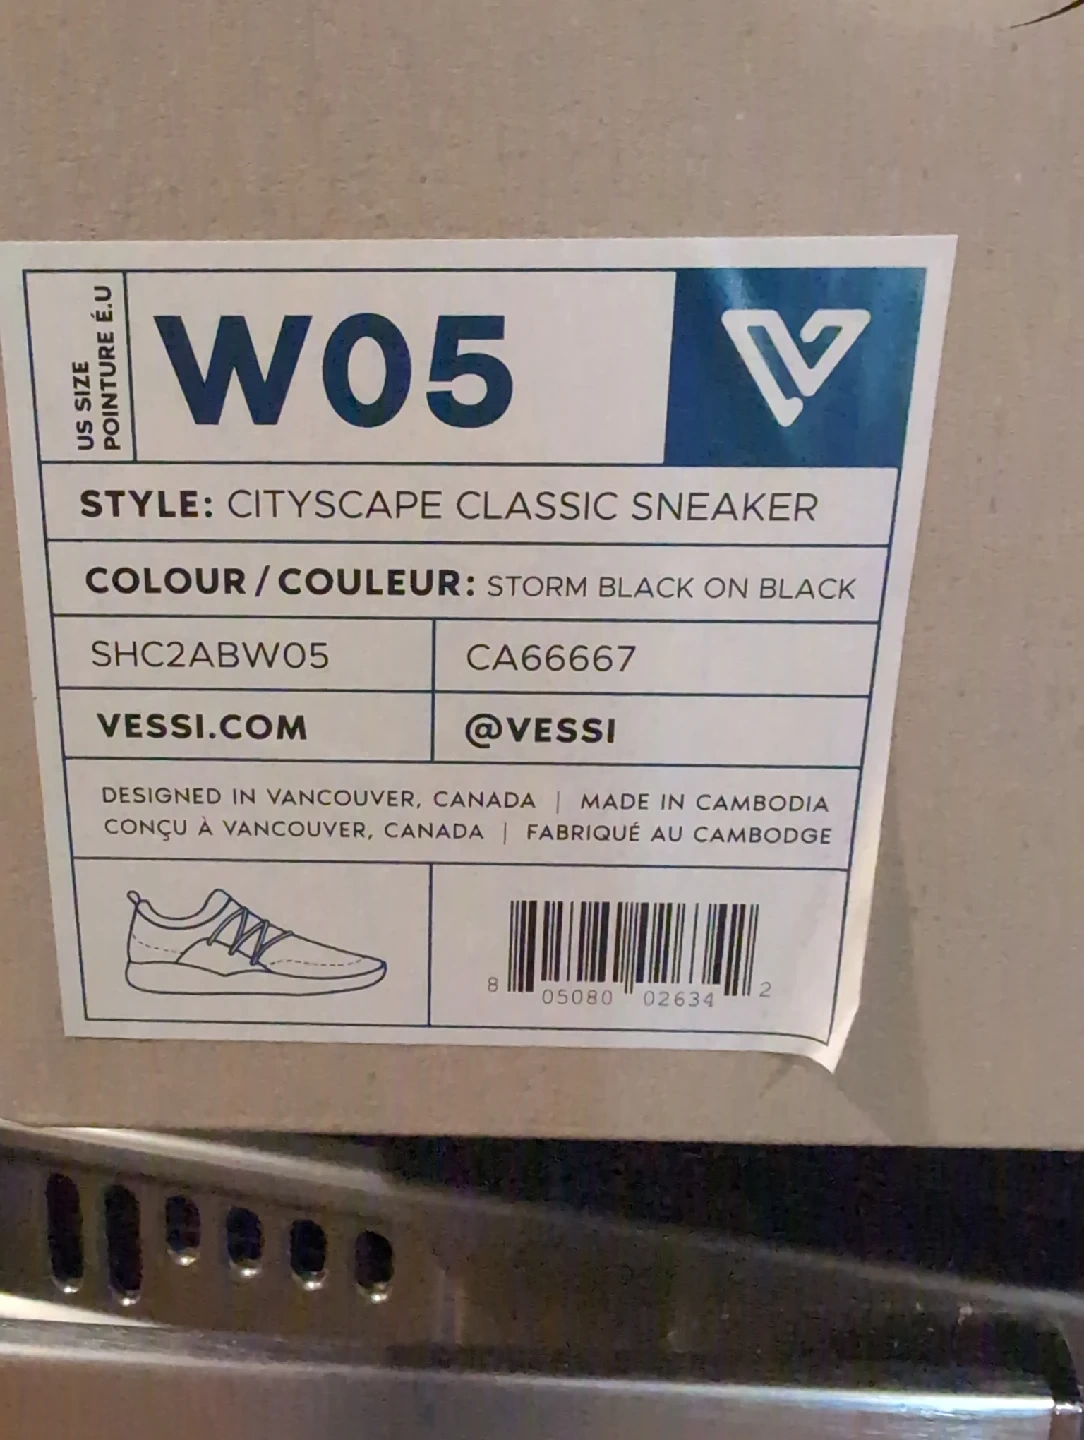 US SIZE
POINTURE É.U
W05
STYLE: CITYSCAPE CLASSIC SNEAKER
COLOUR / COULEUR: STORM BLACK ON BLACK
SHC2ABW05
CA66667
VESSI.COM
@VESSI
DESIGNED IN VANCOUVER, CANADA | MADE IN CAMBODIA
CONÇU À VANCOUVER, CANADA | FABRIQUÉ AU CAMBODGE
8 05080 02634 2